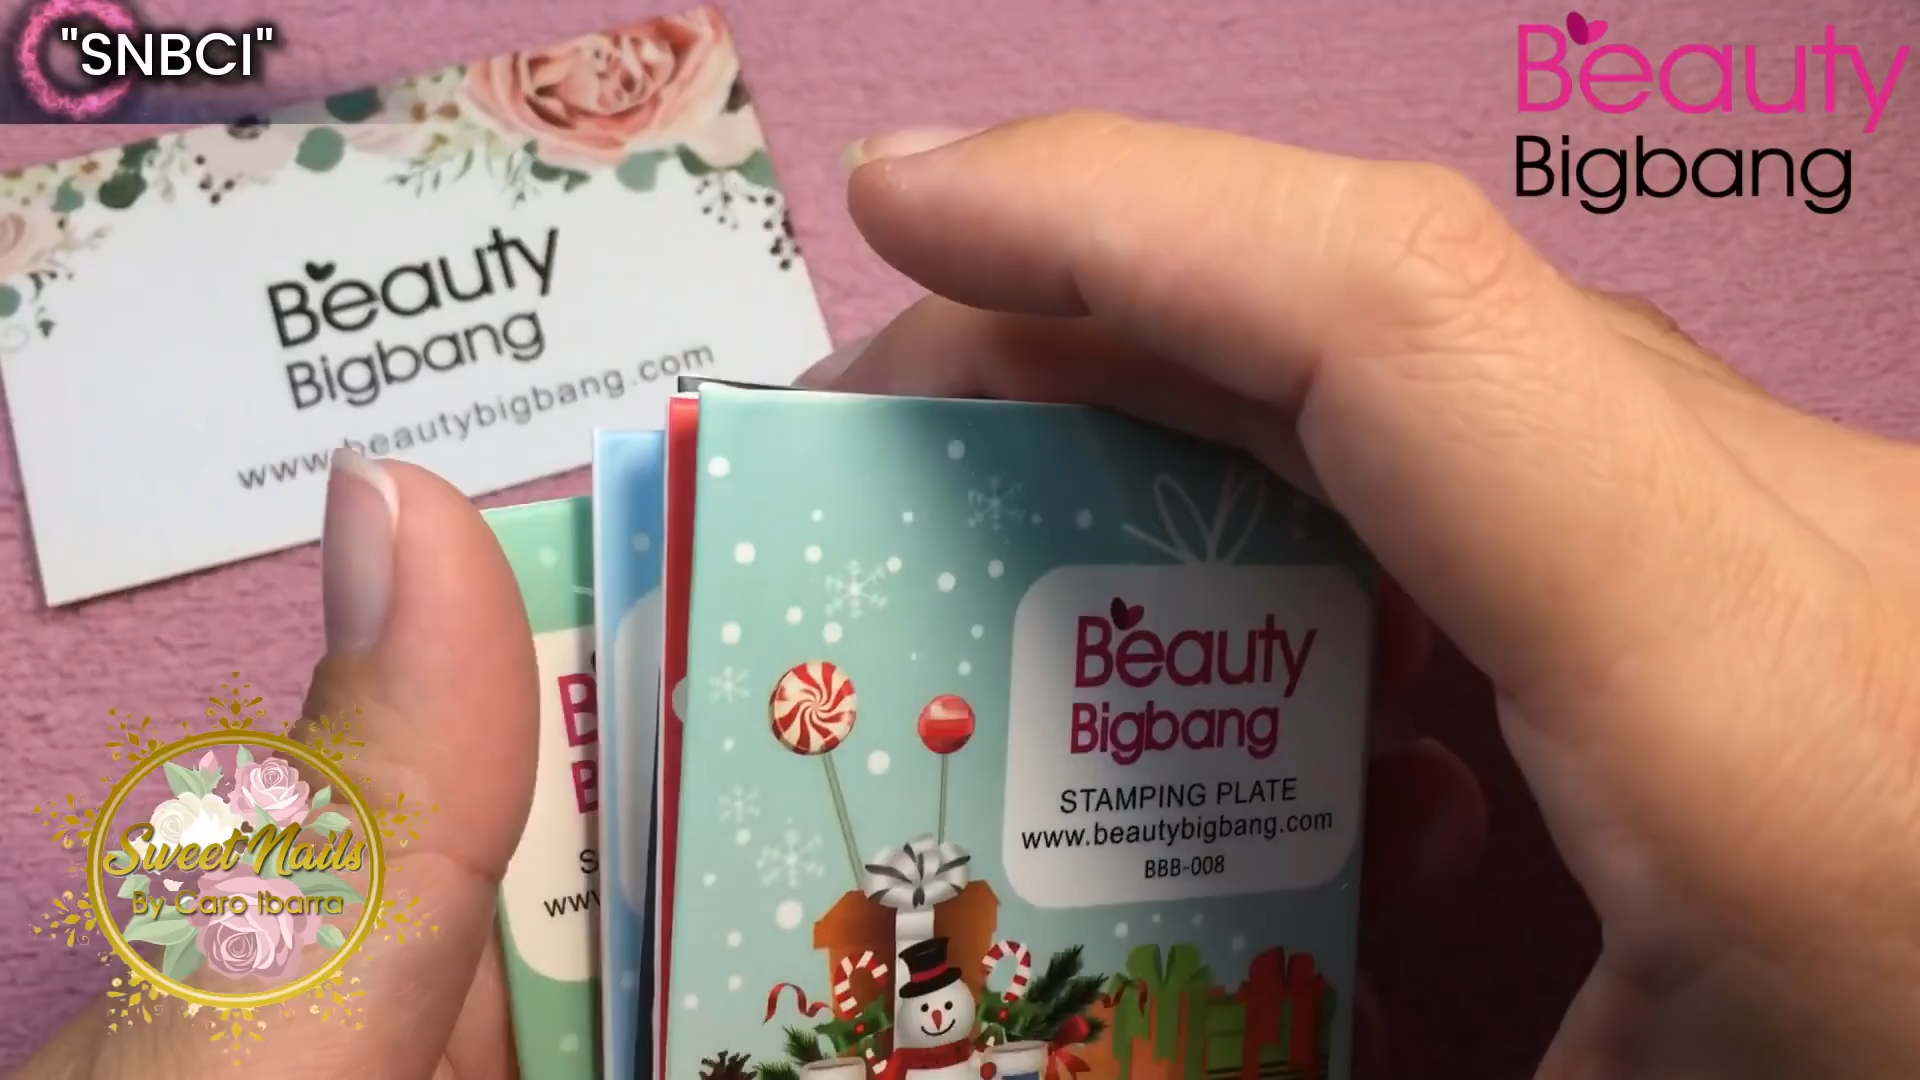 "SNBCI"
Beauty
Bigbang
Beauty
Bigbang
www.beautybigbang.com
Beauty
Bigbang
STAMPING PLATE
www.beautybigbang.com
BBB-008
Sweet Nails
By Caro Ibarra